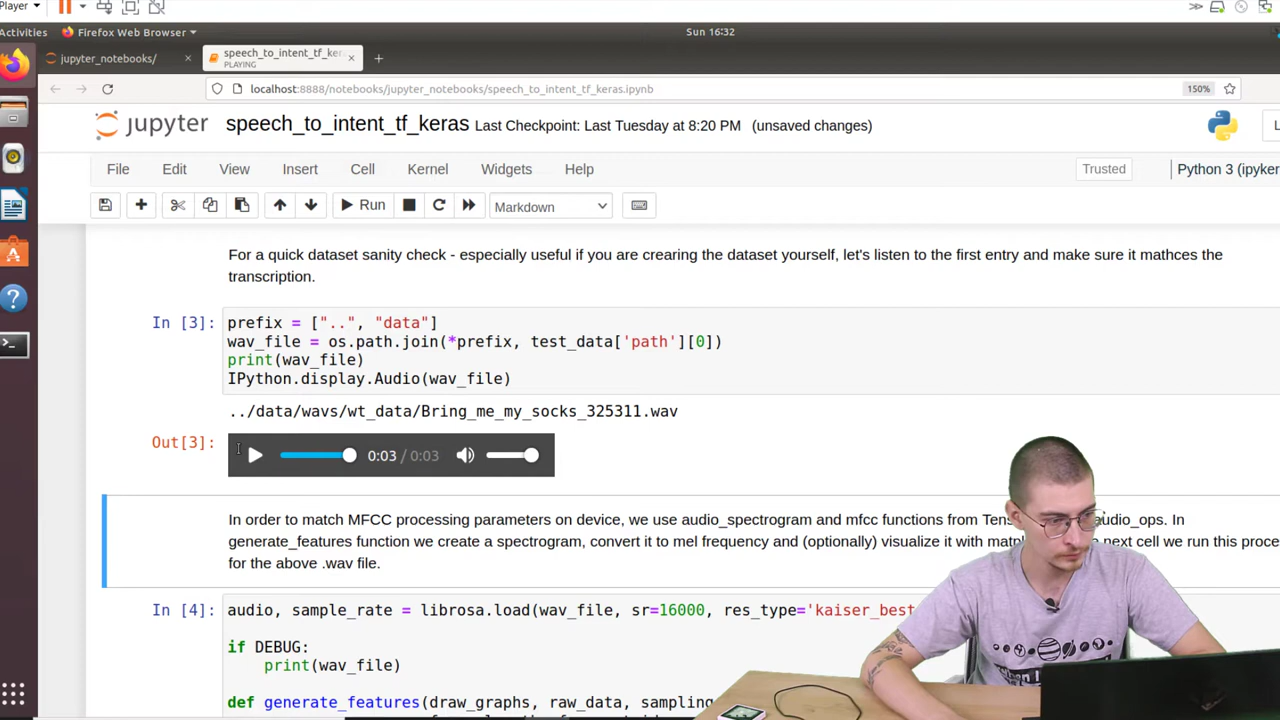 Player
Activities
Firefox Web Browser
Sun 16:32
jupyter_notebooks/
speech_to_intent_tf_ker
PLAYING
localhost:8888/notebooks/jupyter_notebooks/speech_to_intent_tf_keras.ipynb
150%
jupyter speech_to_intent_tf_keras Last Checkpoint: Last Tuesday at 8:20 PM (unsaved changes)
File Edit View Insert Cell Kernel Widgets Help
Trusted
Python 3 (ipyker
Run
Markdown
For a quick dataset sanity check - especially useful if you are crearing the dataset yourself, let's listen to the first entry and make sure it mathces the
transcription.
In [3]:
prefix = ["..", "data"]
wav_file = os.path.join(*prefix, test_data['path'][0])
print(wav_file)
IPython.display.Audio(wav_file)
../data/wavs/wt_data/Bring_me_my_socks_325311.wav
Out[3]:
0:03 / 0:03
In order to match MFCC processing parameters on device, we use audio_spectrogram and mfcc functions from Tens audio_ops. In
generate_features function we create a spectrogram, convert it to mel frequency and (optionally) visualize it with matp next cell we run this proce
for the above .wav file.
In [4]:
audio, sample_rate = librosa.load(wav_file, sr=16000, res_type='kaiser_best
if DEBUG:
print(wav_file)
def generate_features(draw_graphs, raw_data, sampling